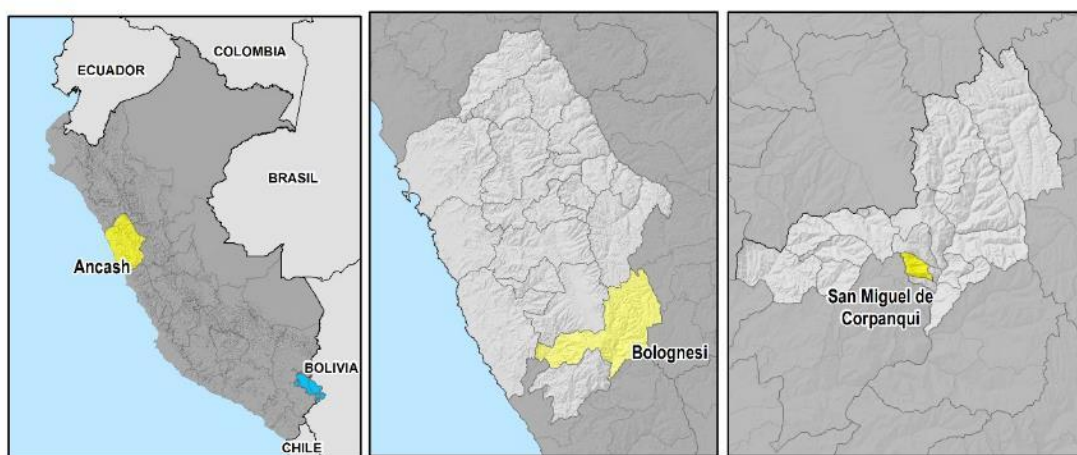 COLOMBIA
ECUADOR
BRASIL
Ancash
BOLIVIA
CHILE
Bolognesi
San Miguel de
Corpanqui